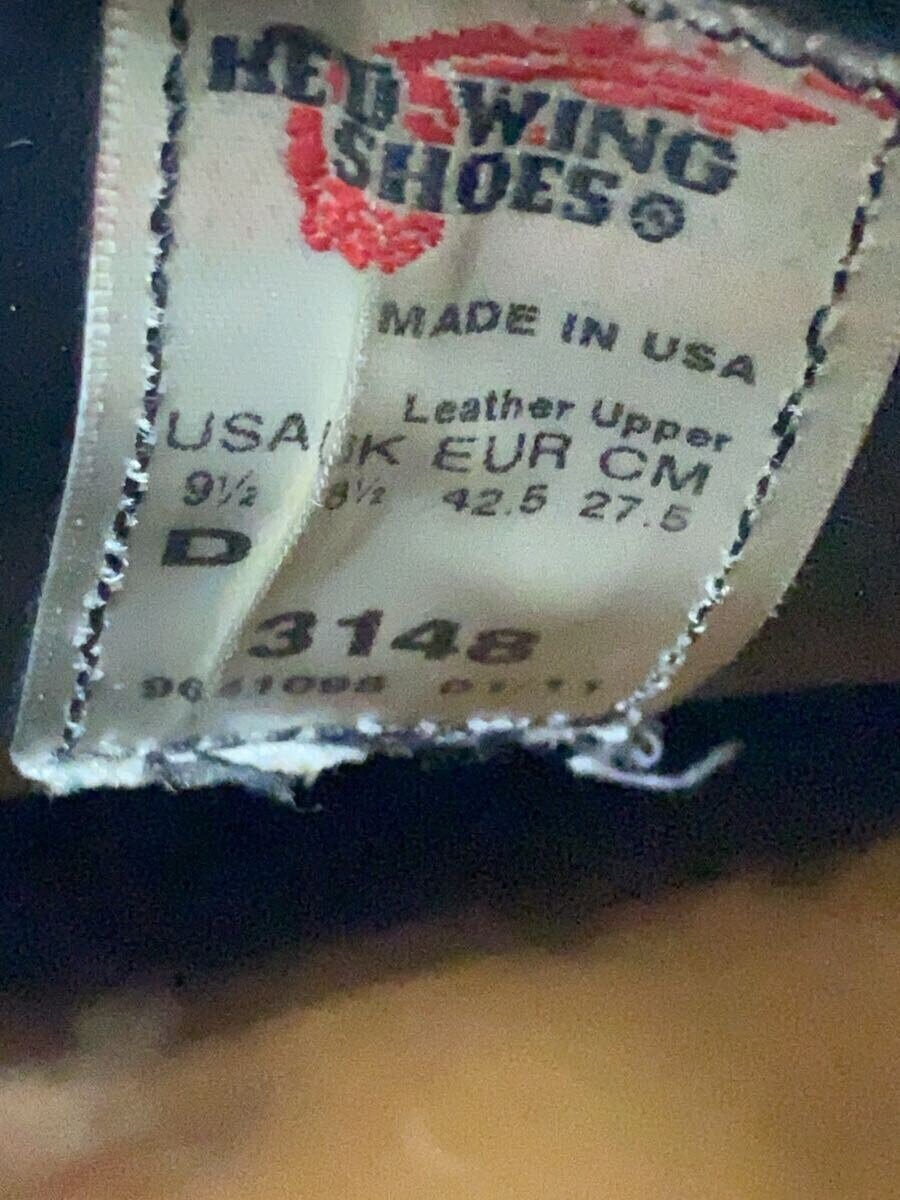 RED WING
SHOES®
MADE IN USA
Leather Upper
USA UK EUR CM
9½ 8½ 42.5 27.5
D
3148